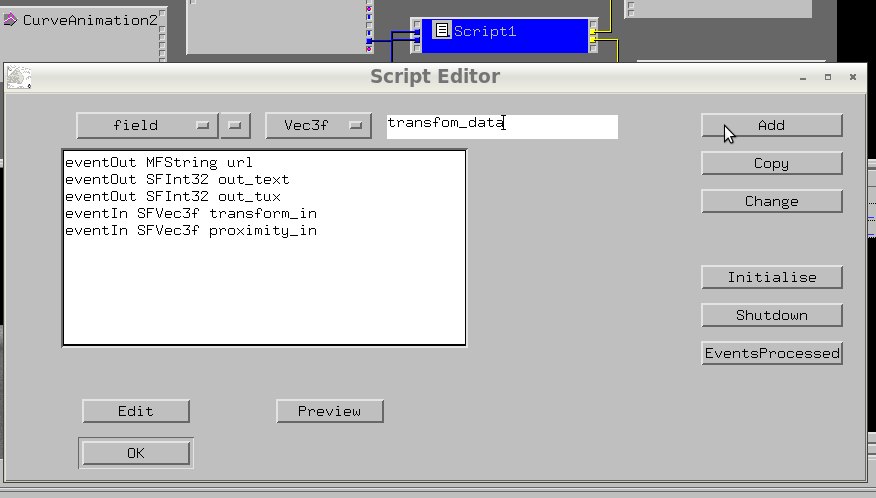 CurveAnimation2
Script1
Script Editor
field
Vec3f
transfom_data
Add
eventOut MFString url
eventOut SFInt32 out_text
eventOut SFInt32 out_tux
eventIn SFVec3f transform_in
eventIn SFVec3f proximity_in
Copy
Change
Initialise
Shutdown
EventsProcessed
Edit
Preview
OK